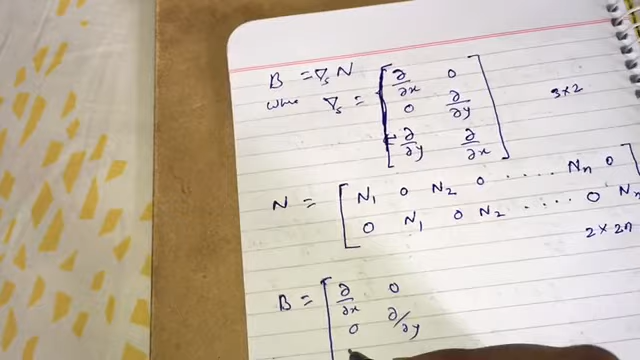 B = ∇s N
where ∇s = [ ∂/∂x 0
0 ∂/∂y
∂/∂y ∂/∂x ] 3×2
N = [ N1 0 N2 0 .... Nn 0
0 N1 0 N2 .... 0 Nn
2 × 2n
B = [ ∂/∂x 0
0 ∂/∂y